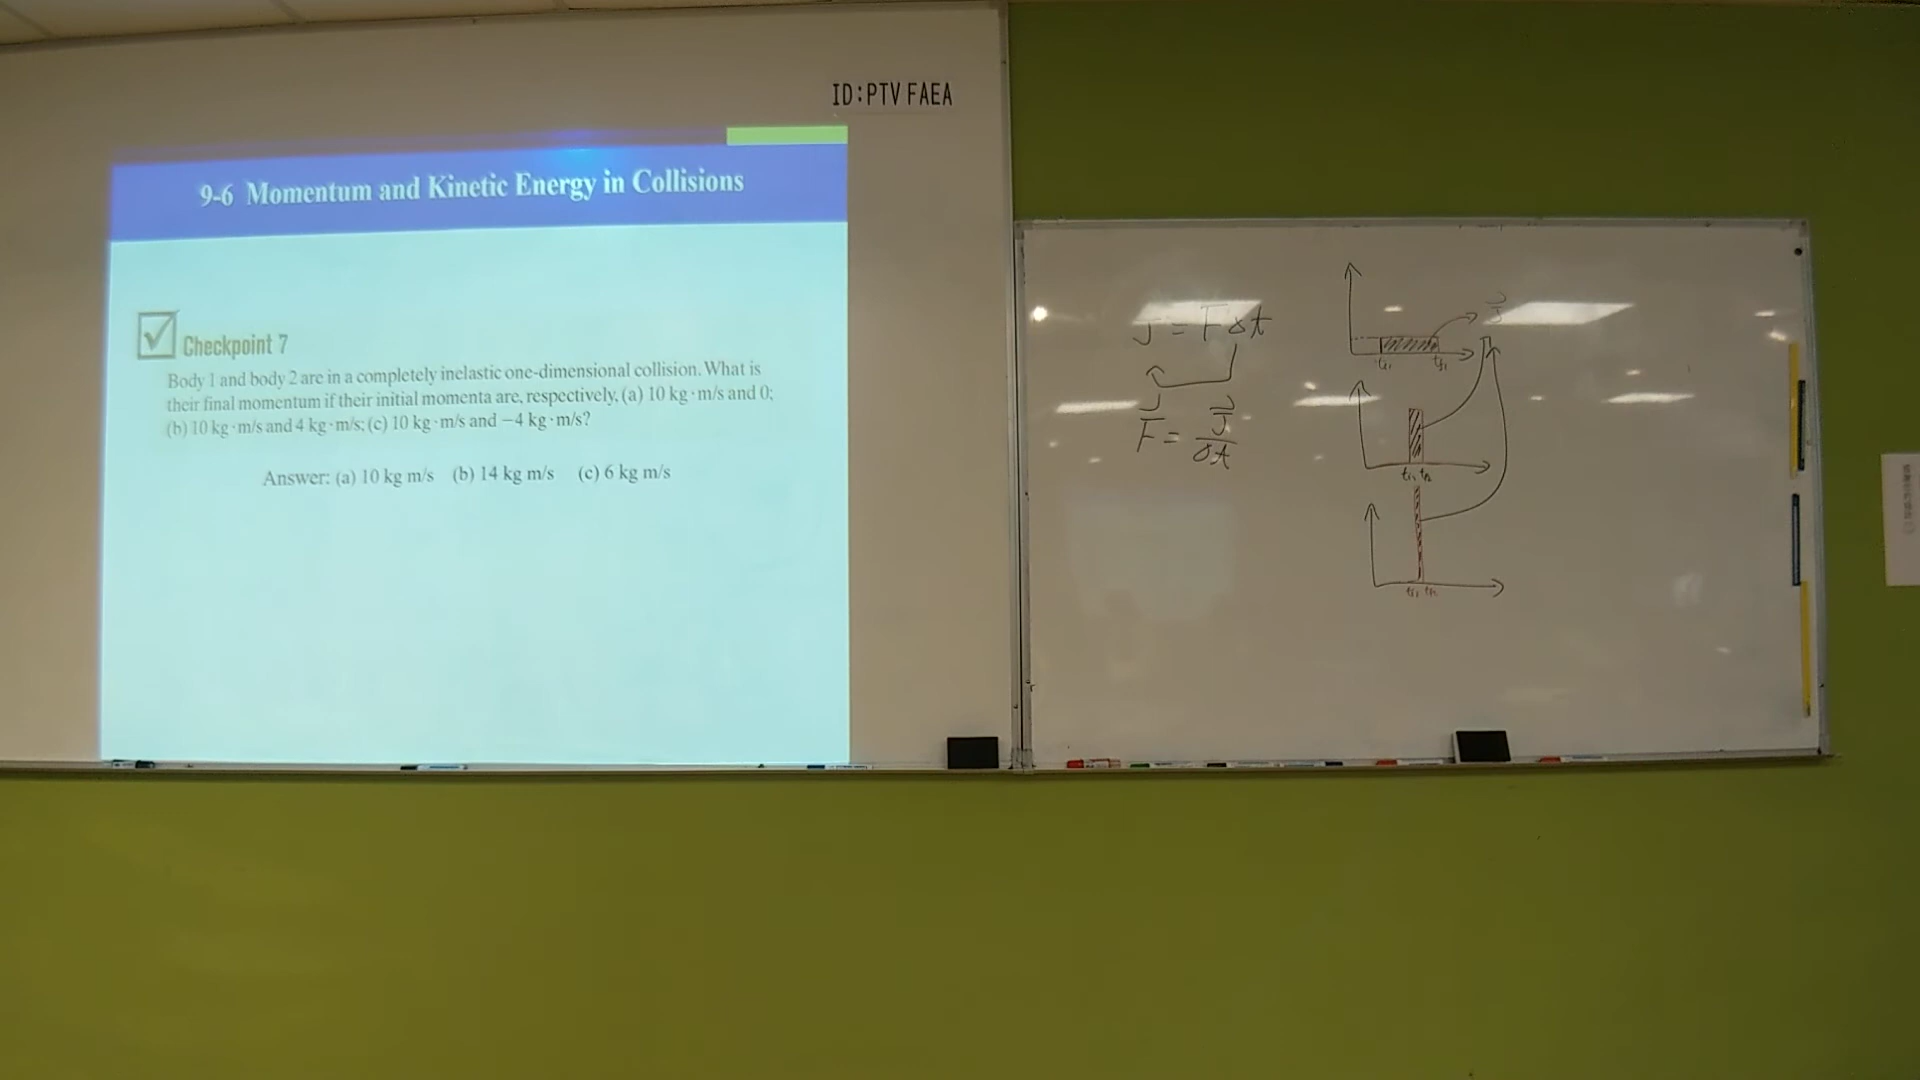 ID:PTV FAEA
9-6 Momentum and Kinetic Energy in Collisions
Checkpoint 7
Body 1 and body 2 are in a completely inelastic one-dimensional collision. What is
their final momentum if their initial momenta are, respectively, (a) 10 kg·m/s and 0;
(b) 10 kg·m/s and 4 kg·m/s; (c) 10 kg·m/s and −4 kg·m/s?
Answer: (a) 10 kg m/s (b) 14 kg m/s (c) 6 kg m/s
J = F Δt
F = J / Δt
J